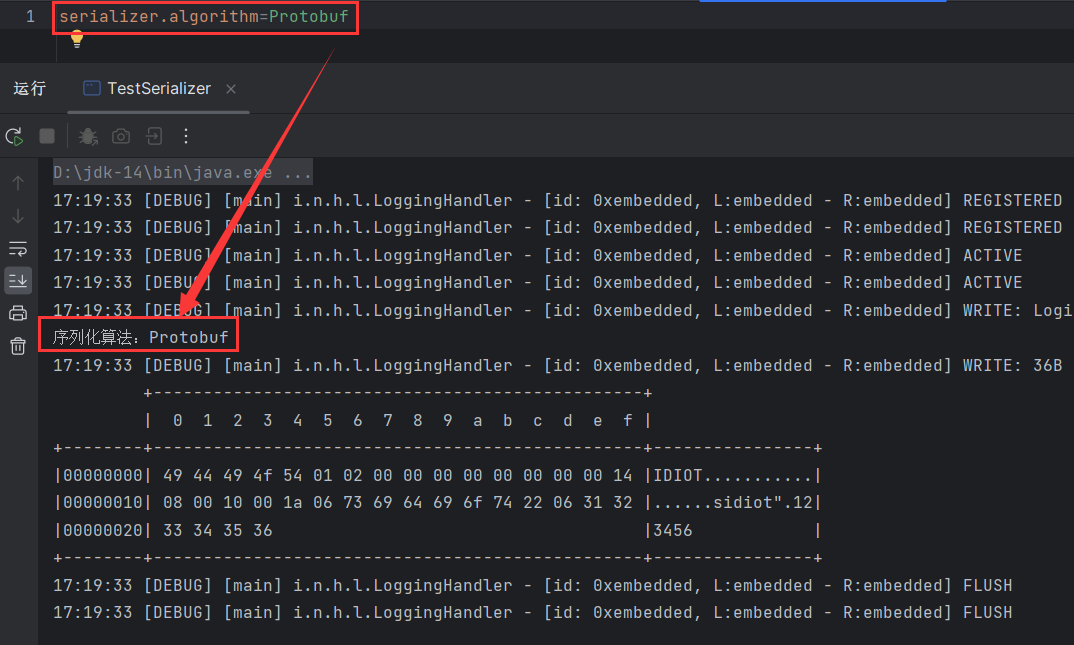 1 serializer.algorithm=Protobuf
运行 TestSerializer
D:\jdk-14\bin\java.exe ...
17:19:33 [DEBUG] [main] i.n.h.l.LoggingHandler - [id: 0xembedded, L:embedded - R:embedded] REGISTERED
17:19:33 [DEBUG] [main] i.n.h.l.LoggingHandler - [id: 0xembedded, L:embedded - R:embedded] REGISTERED
17:19:33 [DEBUG] [main] i.n.h.l.LoggingHandler - [id: 0xembedded, L:embedded - R:embedded] ACTIVE
17:19:33 [DEBUG] [main] i.n.h.l.LoggingHandler - [id: 0xembedded, L:embedded - R:embedded] ACTIVE
17:19:33 [DEBUG] [main] i.n.h.l.LoggingHandler - [id: 0xembedded, L:embedded - R:embedded] WRITE: Logi
序列化算法：Protobuf
17:19:33 [DEBUG] [main] i.n.h.l.LoggingHandler - [id: 0xembedded, L:embedded - R:embedded] WRITE: 36B
         +-------------------------------------------------+
         |  0  1  2  3  4  5  6  7  8  9  a  b  c  d  e  f |
+--------+-------------------------------------------------+----------------+
|00000000| 49 44 49 4f 54 01 02 00 00 00 00 00 00 00 00 14 |IDIOT...........|
|00000010| 08 00 10 00 1a 06 73 69 64 69 6f 74 22 06 31 32 |......sidiot".12|
|00000020| 33 34 35 36                                     |3456            |
+--------+-------------------------------------------------+----------------+
17:19:33 [DEBUG] [main] i.n.h.l.LoggingHandler - [id: 0xembedded, L:embedded - R:embedded] FLUSH
17:19:33 [DEBUG] [main] i.n.h.l.LoggingHandler - [id: 0xembedded, L:embedded - R:embedded] FLUSH